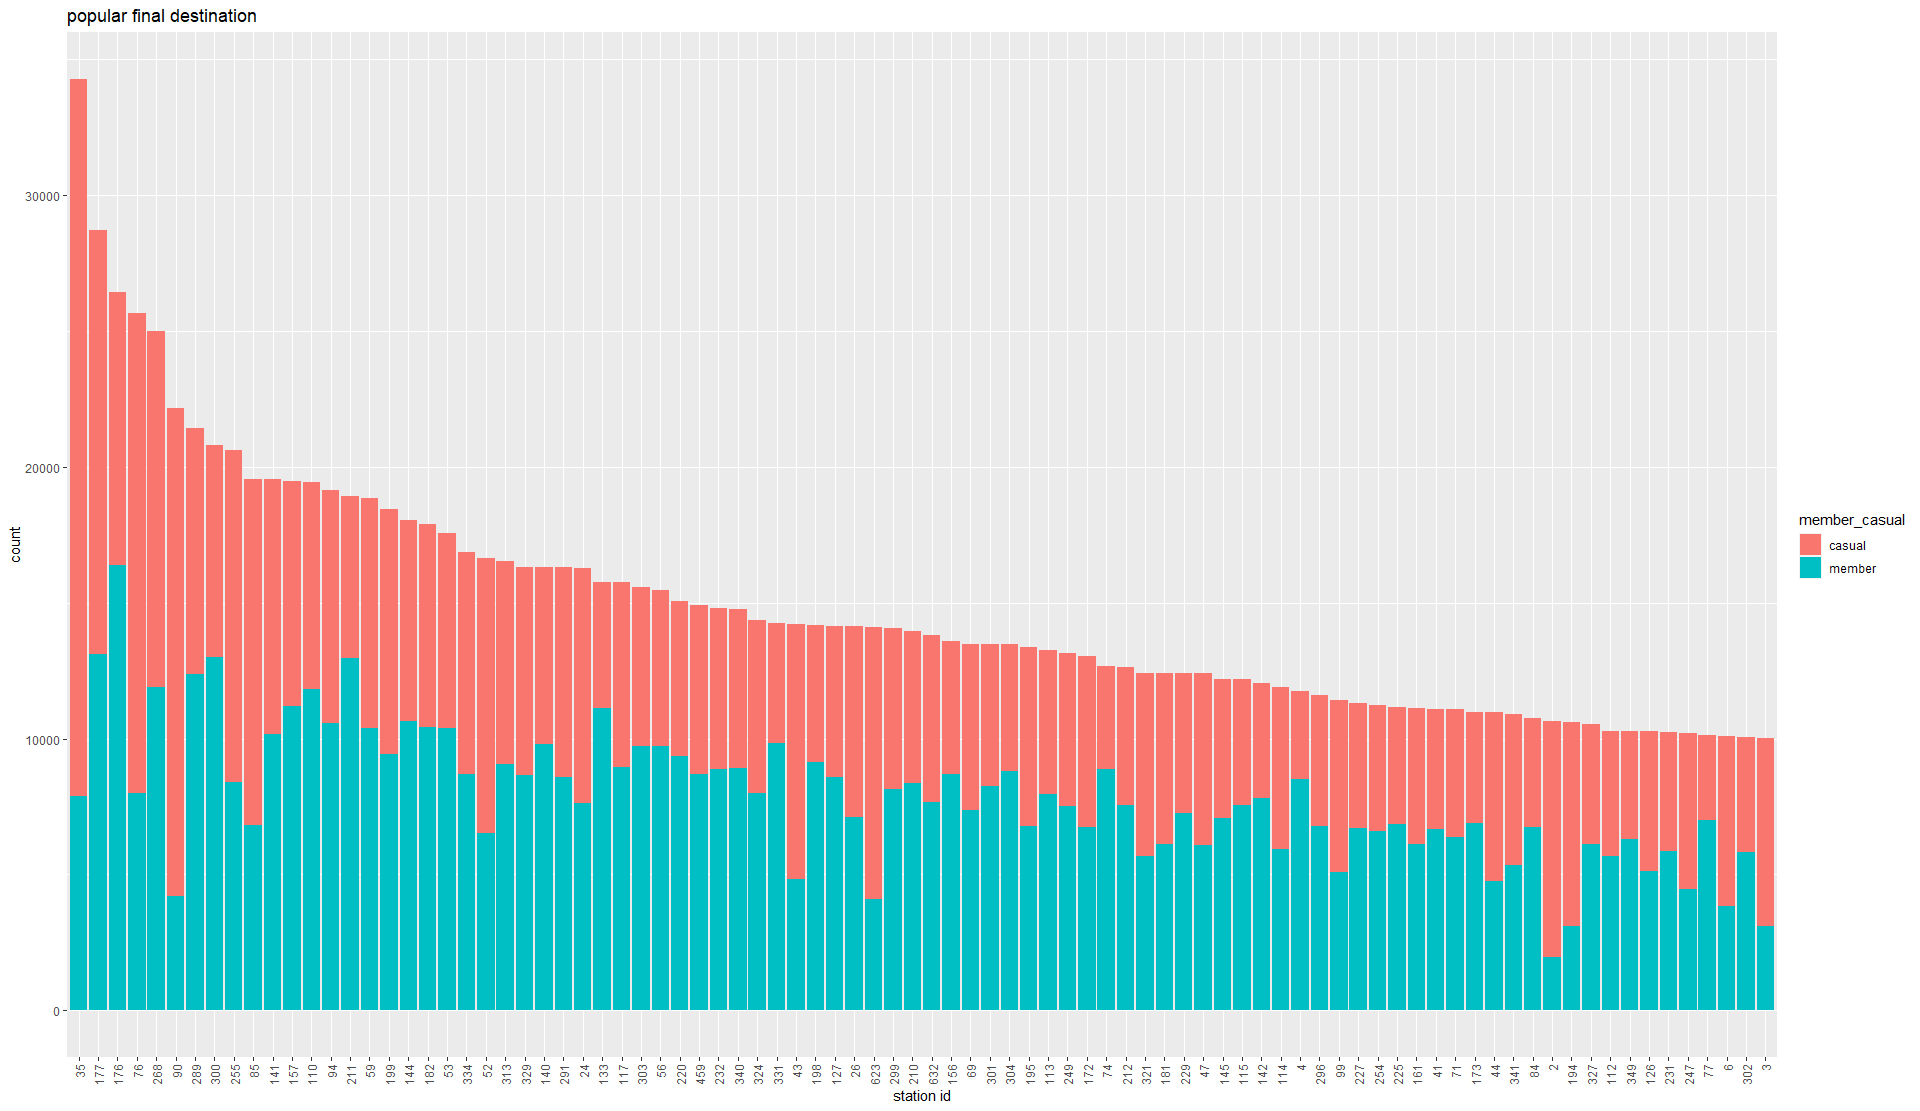 popular final destination
count
30000
20000
10000
0
35 177 176 76 268 90 289 300 255 85 141 157 110 94 211 59 199 144 182 53 334 52 313 329 140 291 24 133 117 303 56 220 459 232 340 324 331 43 198 127 26 623 299 210 632 156 69 301 304 195 113 249 172 74 212 321 181 229 47 145 115 142 114 4 296 99 227 254 225 161 41 71 173 44 341 84 2 194 327 112 349 126 231 247 77 6 302 3
station id
member_casual
casual
member